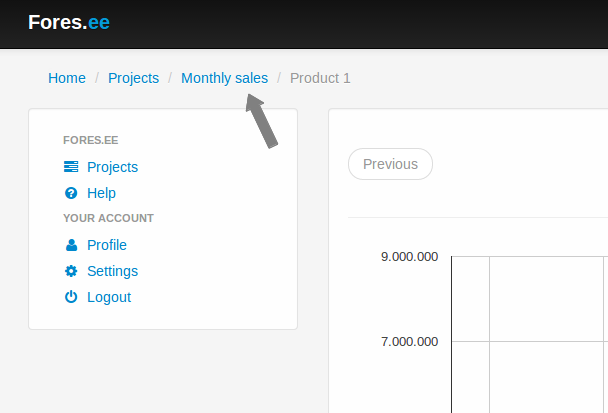 Fores.ee
Home / Projects / Monthly sales / Product 1
FORES.EE
Projects
Help
YOUR ACCOUNT
Profile
Settings
Logout
Previous
9.000.000
7.000.000